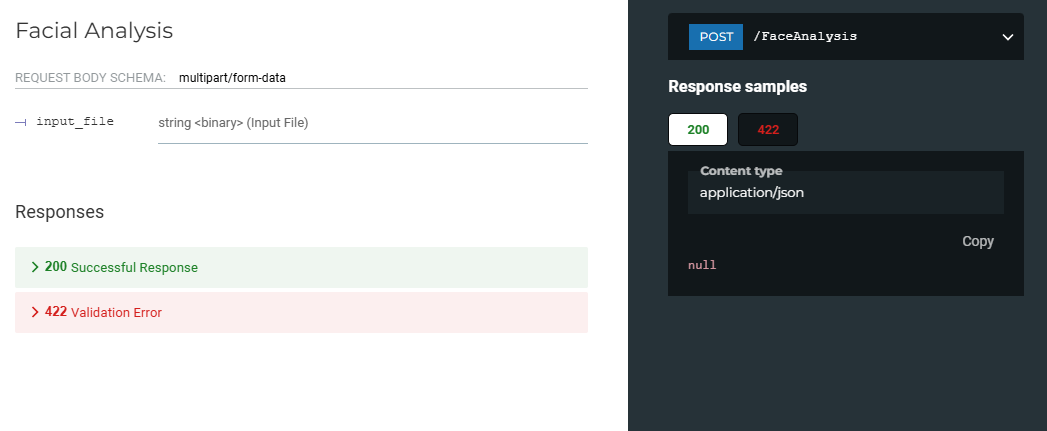 Facial Analysis
REQUEST BODY SCHEMA: multipart/form-data
input_file string <binary> (Input File)
Responses
200 Successful Response
422 Validation Error
POST /FaceAnalysis
Response samples
200 422
Content type
application/json
Copy
null